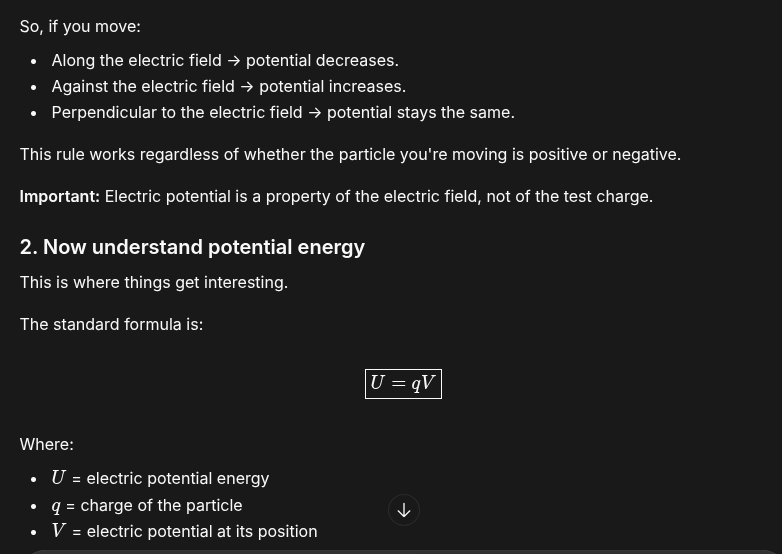 So, if you move:
• Along the electric field → potential decreases.
• Against the electric field → potential increases.
• Perpendicular to the electric field → potential stays the same.
This rule works regardless of whether the particle you're moving is positive or negative.
Important: Electric potential is a property of the electric field, not of the test charge.
2. Now understand potential energy
This is where things get interesting.
The standard formula is:
U = qV
Where:
• U = electric potential energy
• q = charge of the particle
• V = electric potential at its position